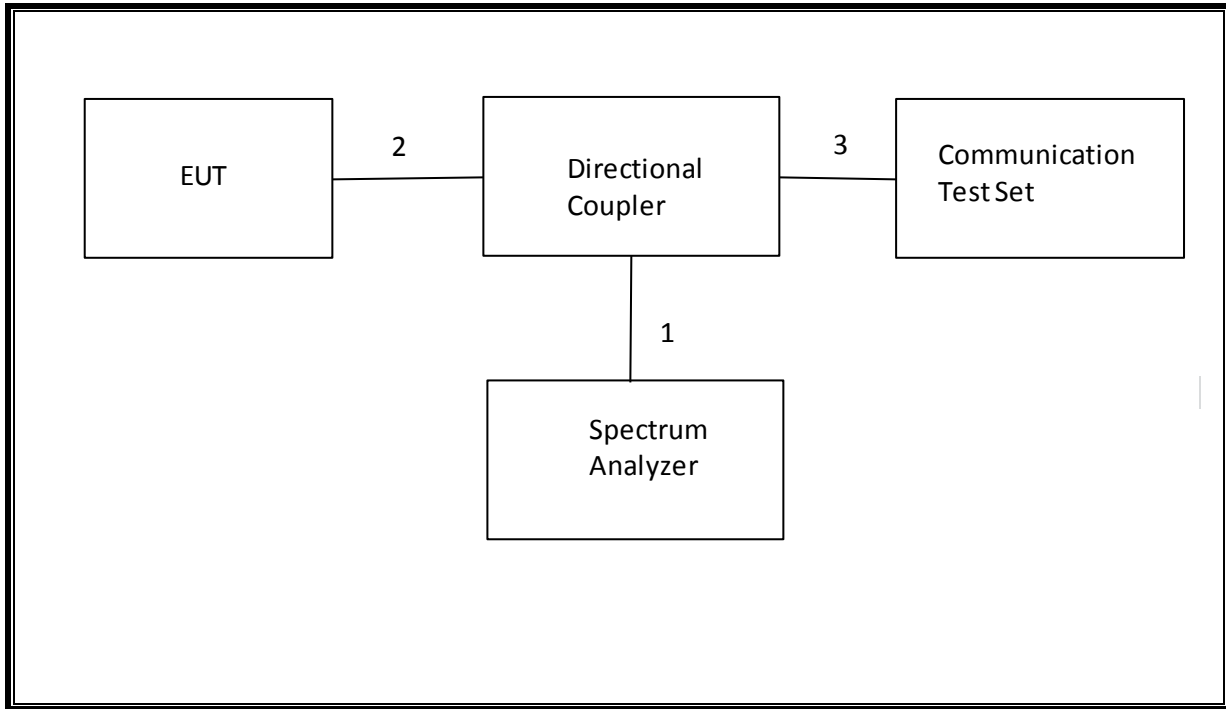 EUT
2
Directional
Coupler
3
Communication
Test Set
1
Spectrum
Analyzer